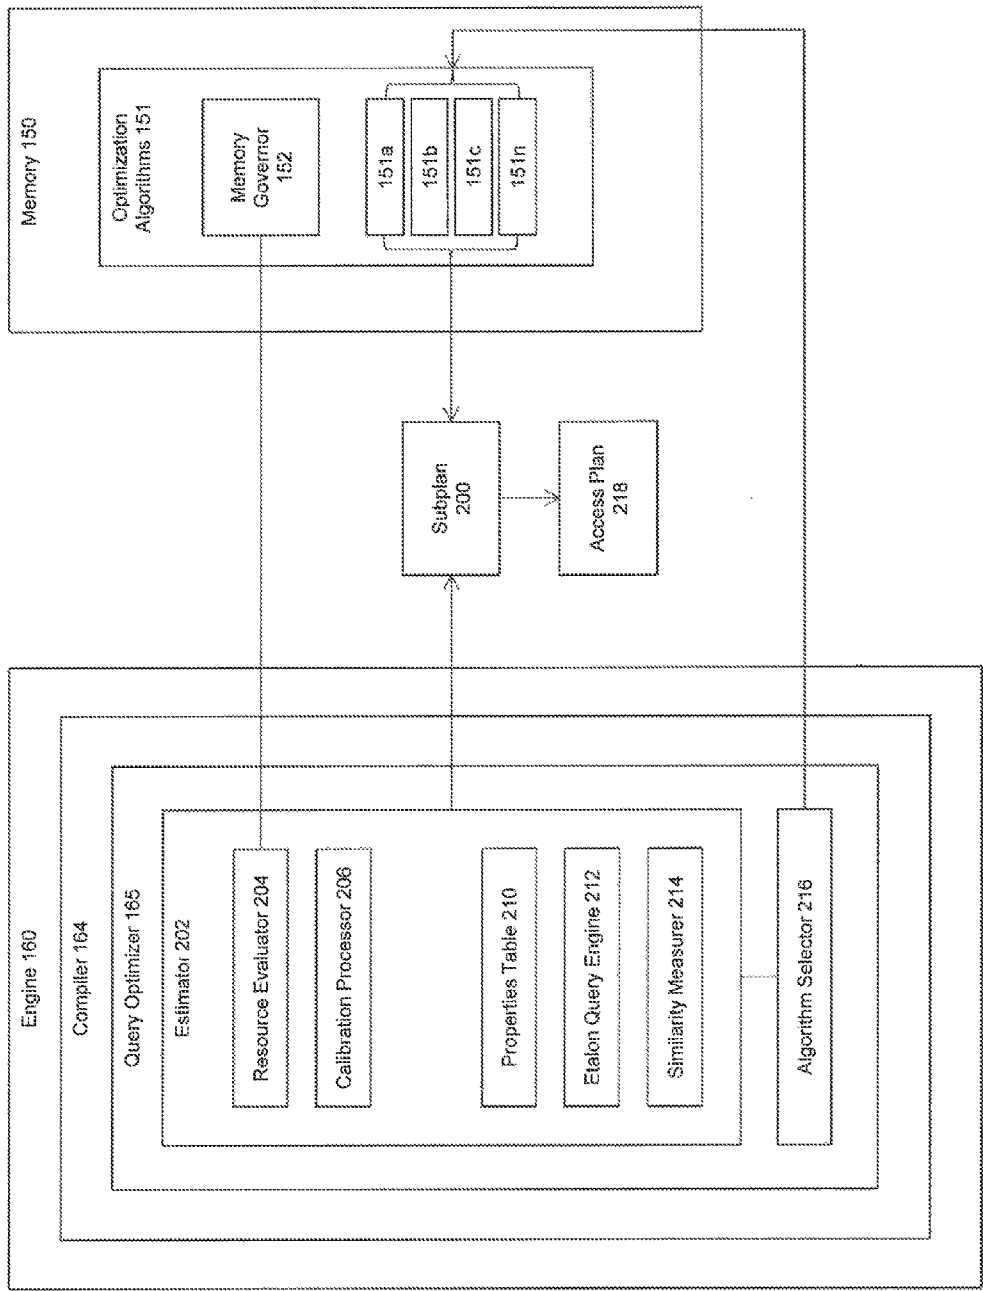 Engine 160
Compiler 164
Query Optimizer 165
Estimator 202
Resource Evaluator 204
Calibration Processor 206
Properties Table 210
Etalon Query Engine 212
Similarity Measurer 214
Algorithm Selector 216
Subplan
200
Access Plan
218
Memory 150
Optimization
Algorithms 151
Memory
Governor
152
151a
151b
151c
151n